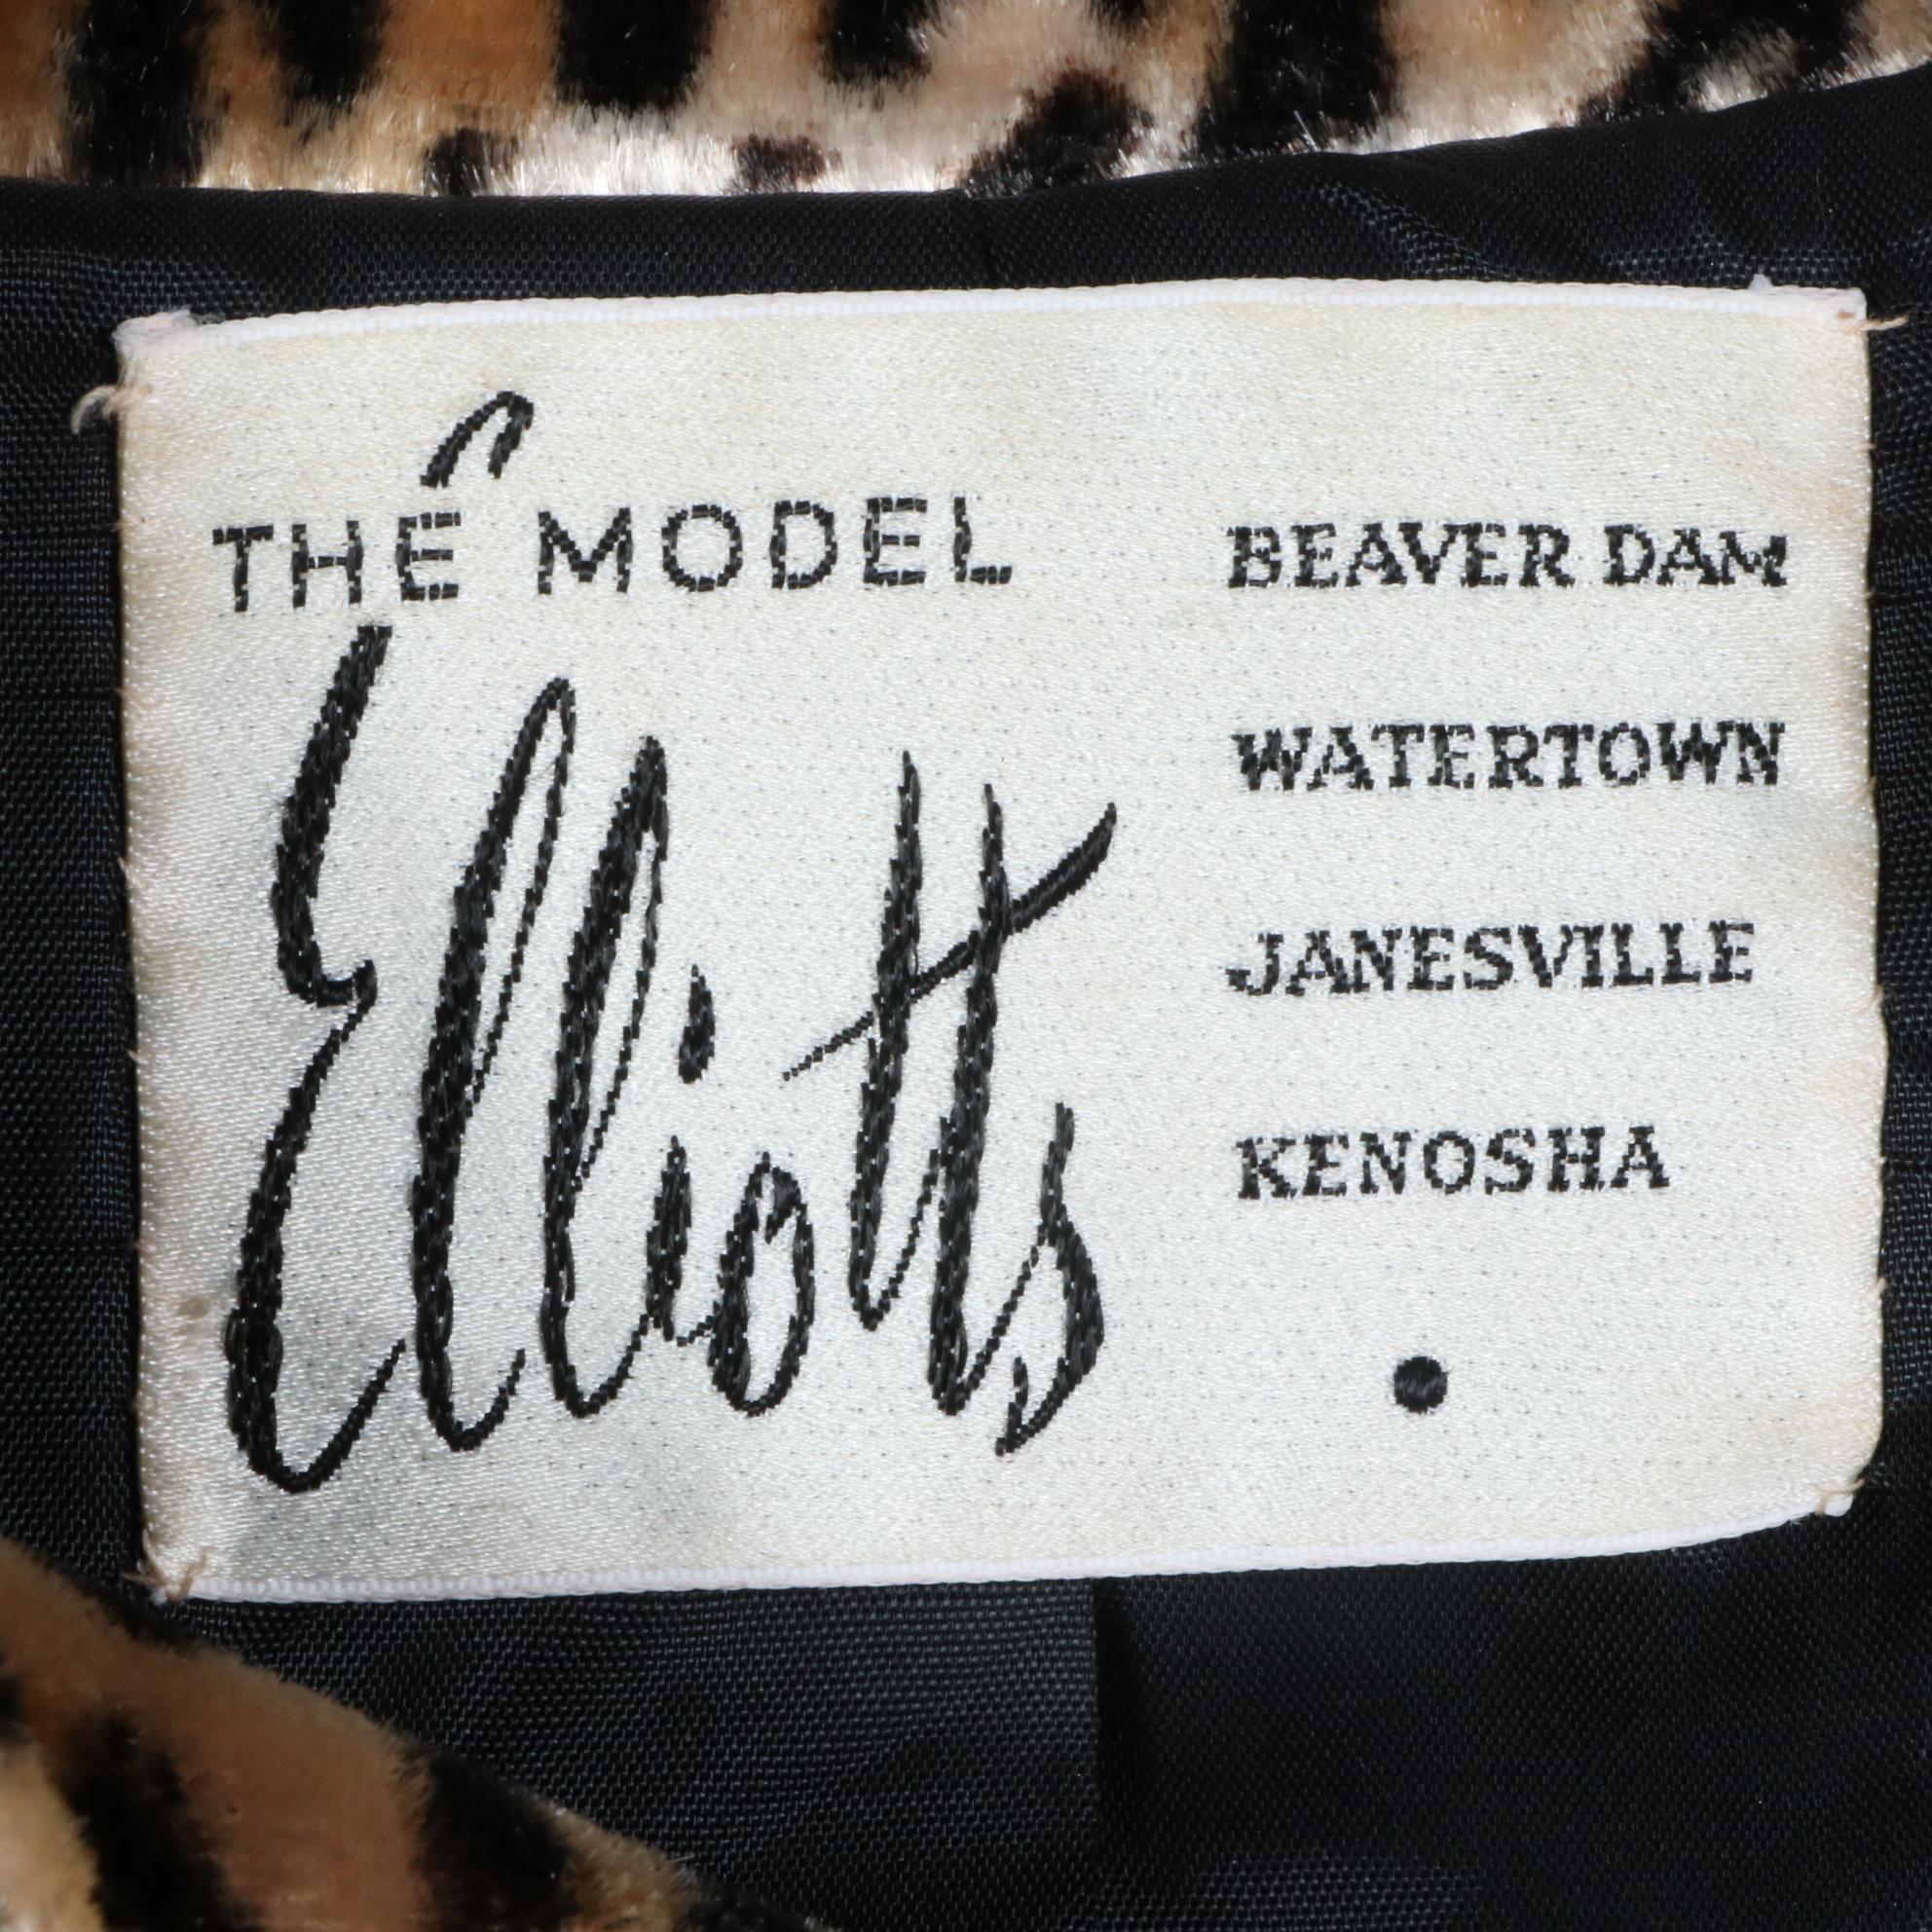 THE MODEL
Elliotts
BEAVER DAM
WATERTOWN
JANESVILLE
KENOSHA